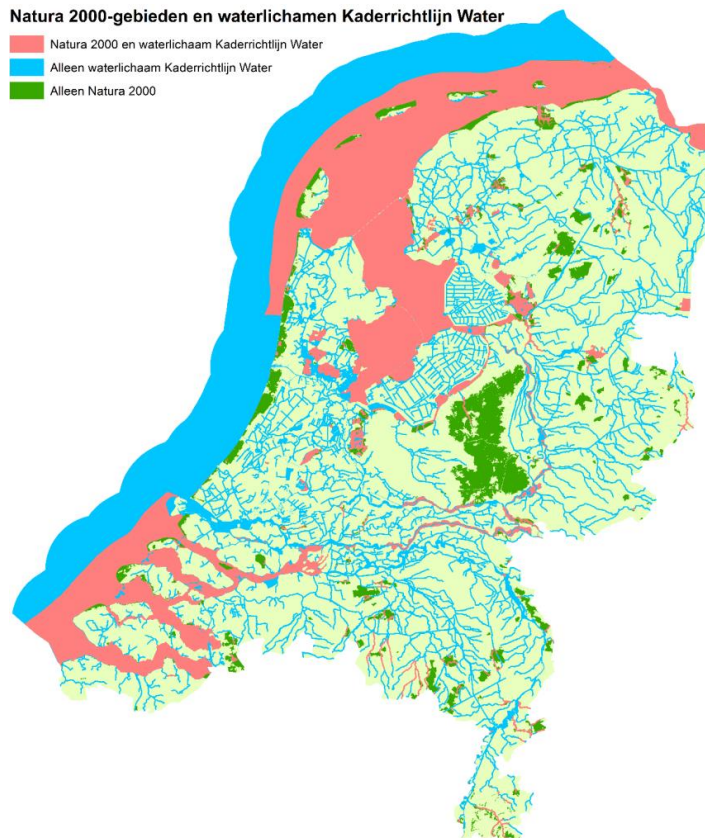 Natura 2000-gebieden en waterlichamen Kaderrichtlijn Water
Natura 2000 en waterlichaam Kaderrichtlijn Water
Alleen waterlichaam Kaderrichtlijn Water
Alleen Natura 2000